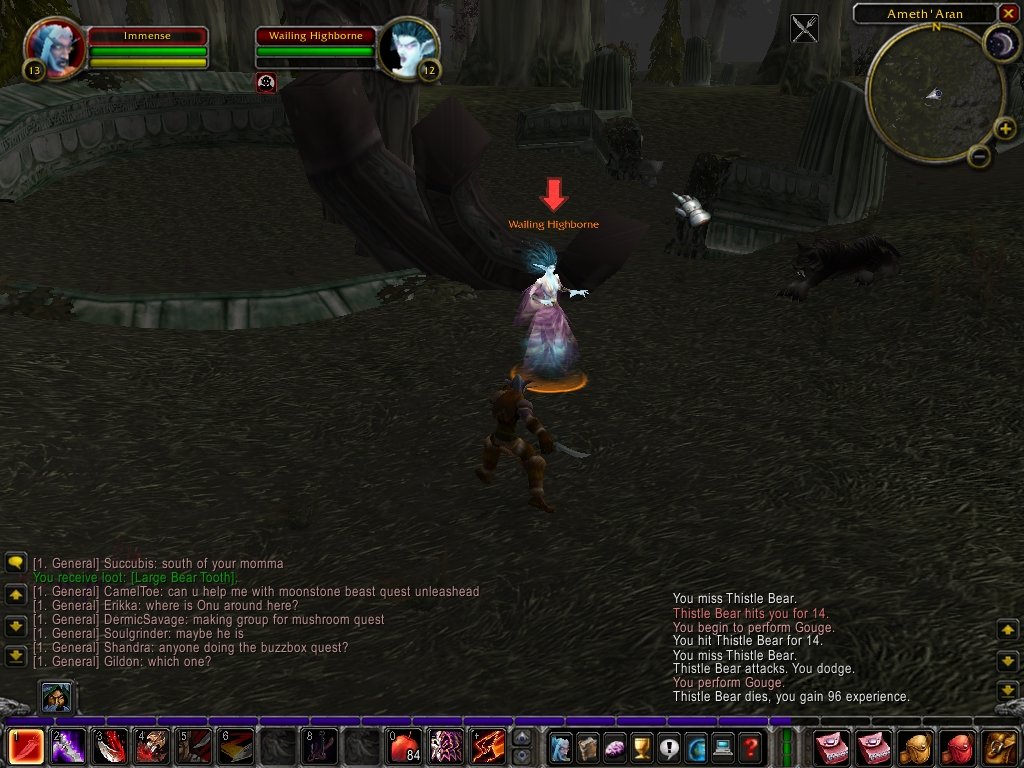 Immense
13
Wailing Highborne
12
Ameth'Aran
N
Wailing Highborne
[1. General] Succubis: south of your momma
You receive loot: [Large Bear Tooth].
[1. General] CamelToe: can u help me with moonstone beast quest unleashead
[1. General] Erikka: where is Onu around here?
[1. General] DermicSavage: making group for mushroom quest
[1. General] Soulgrinder: maybe he is
[1. General] Shandra: anyone doing the buzzbox quest?
[1. General] Gildon: which one?
You miss Thistle Bear.
Thistle Bear hits you for 14.
You begin to perform Gouge.
You hit Thistle Bear for 14.
You miss Thistle Bear.
Thistle Bear attacks. You dodge.
You perform Gouge.
Thistle Bear dies, you gain 96 experience.
1 2 3 4 5 6 8 0 84